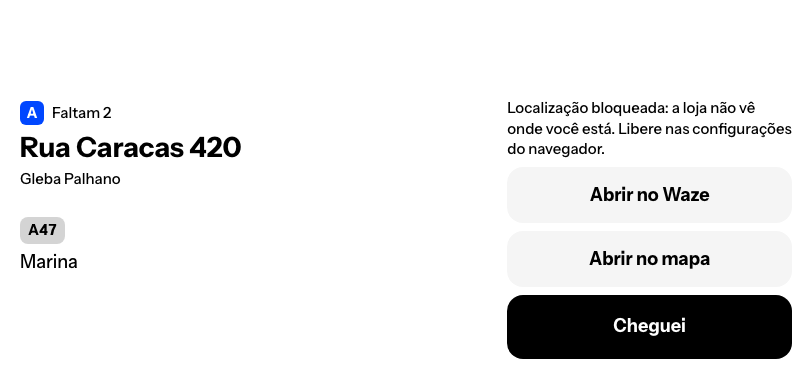 A Faltam 2
Rua Caracas 420
Gleba Palhano
A47
Marina
Localização bloqueada: a loja não vê
onde você está. Libere nas configurações
do navegador.
Abrir no Waze
Abrir no mapa
Cheguei